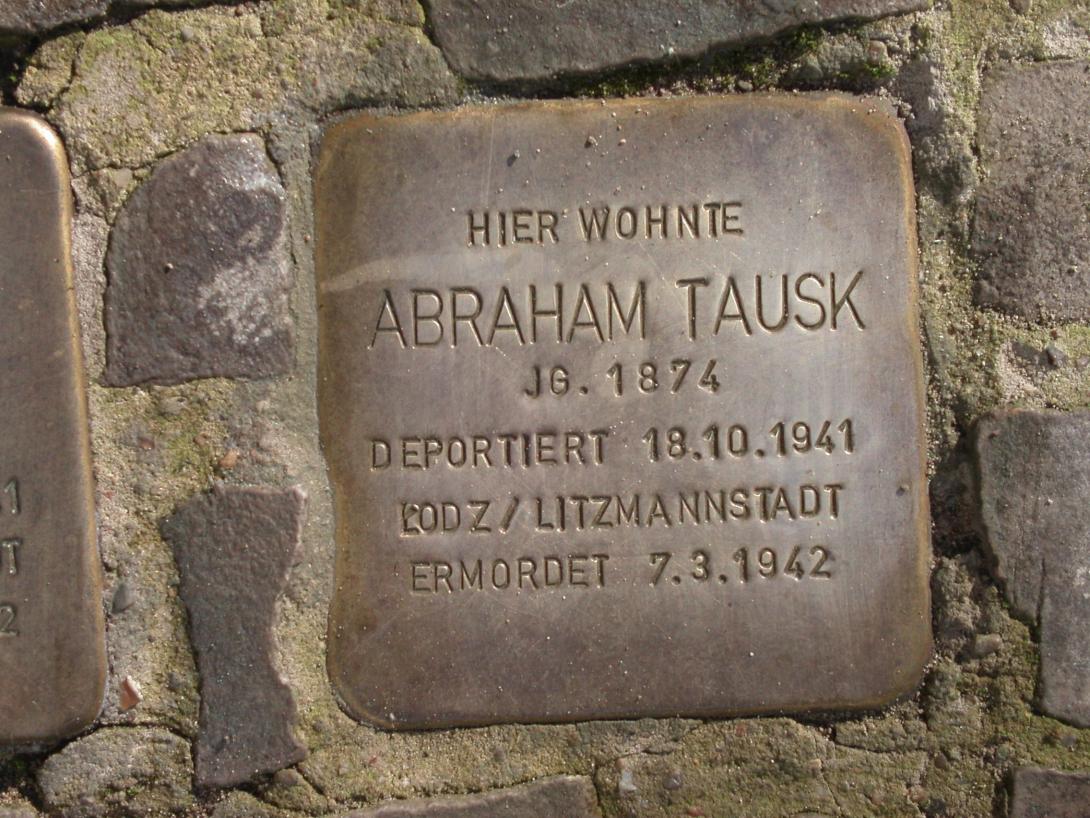 HIER WOHNTE
ABRAHAM TAUSK
JG. 1874
DEPORTIERT 18.10.1941
ŁODZ/LITZMANNSTADT
ERMORDET 7.3.1942